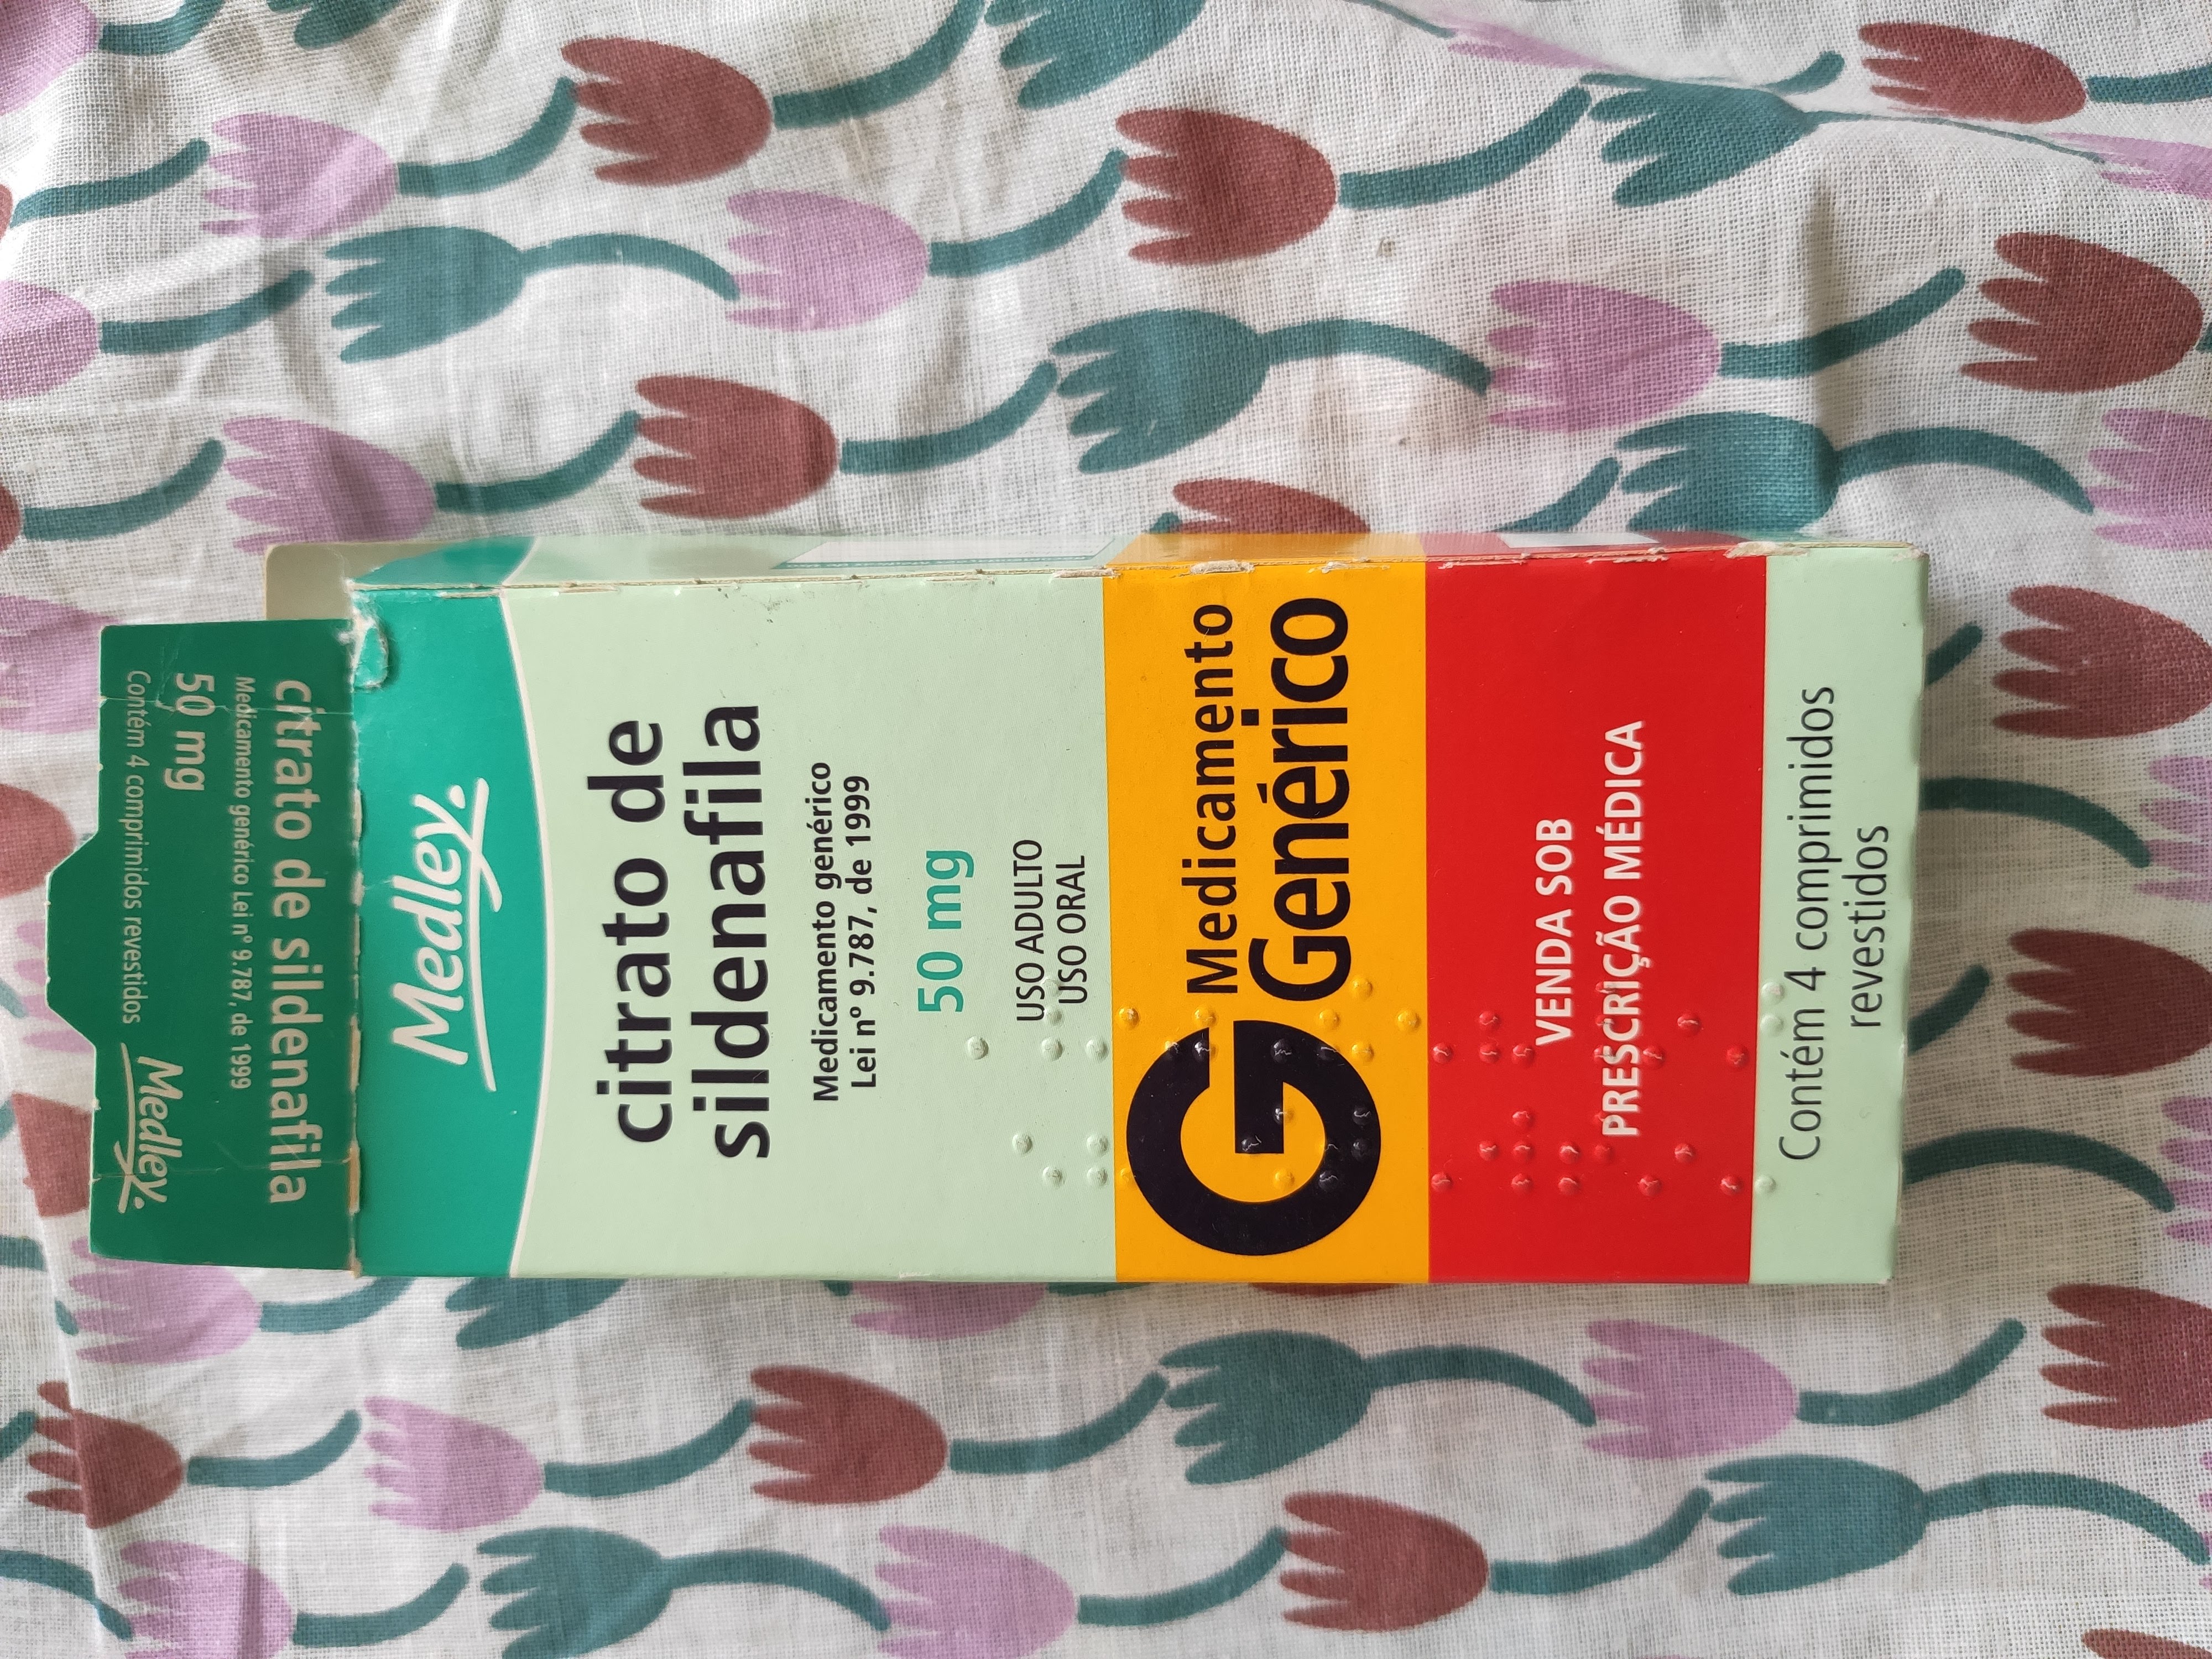 Contém 4 comprimidos revestidos
Medley.
50 mg
Medicamento genérico Lei nº 9.787, de 1999
citrato de sildenafila
Medley.
citrato de
sildenafila
Medicamento genérico
Lei nº 9.787, de 1999
50 mg
USO ADULTO
USO ORAL
G Medicamento
Genérico
VENDA SOB
PRESCRIÇÃO MÉDICA
Contém 4 comprimidos
revestidos